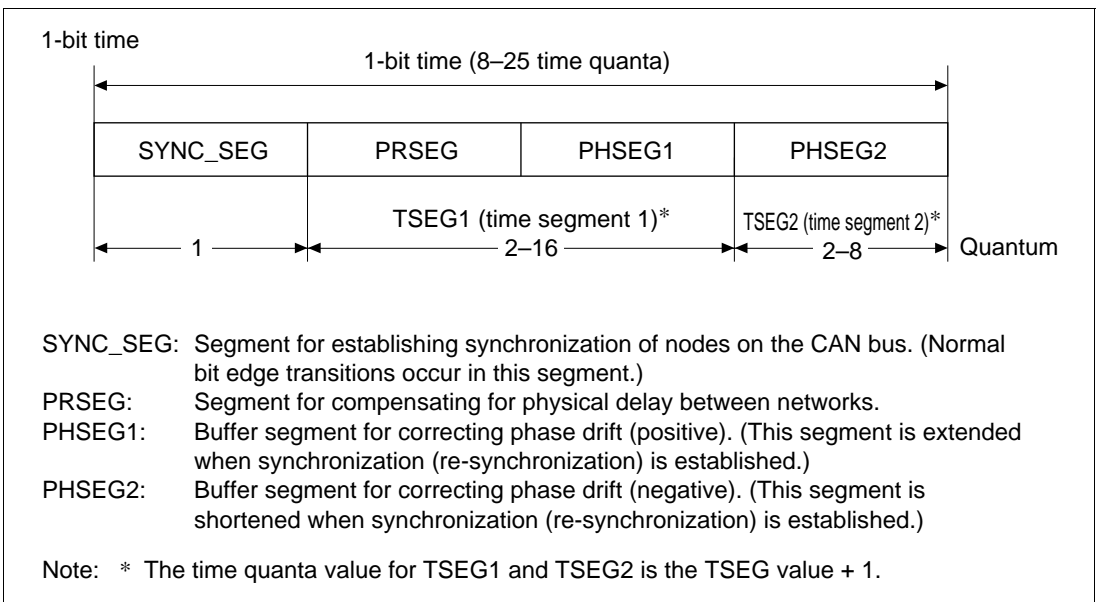 1-bit time
1-bit time (8–25 time quanta)
SYNC_SEG PRSEG PHSEG1 PHSEG2
TSEG1 (time segment 1)* TSEG2 (time segment 2)*
1 2–16 2–8 Quantum
SYNC_SEG: Segment for establishing synchronization of nodes on the CAN bus. (Normal
bit edge transitions occur in this segment.)
PRSEG: Segment for compensating for physical delay between networks.
PHSEG1: Buffer segment for correcting phase drift (positive). (This segment is extended
when synchronization (re-synchronization) is established.)
PHSEG2: Buffer segment for correcting phase drift (negative). (This segment is
shortened when synchronization (re-synchronization) is established.)
Note: * The time quanta value for TSEG1 and TSEG2 is the TSEG value + 1.